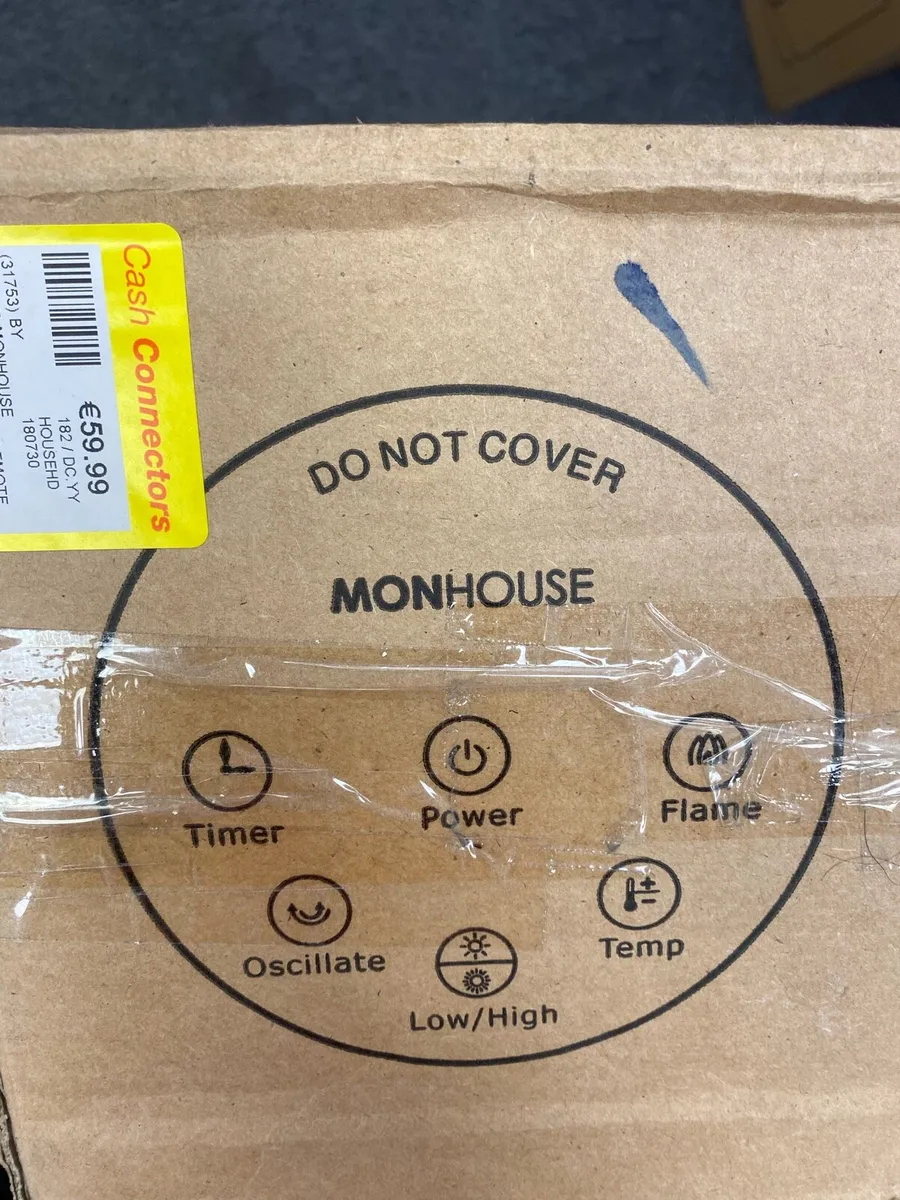 Cash Connectors
€59.99
182 / DC.YY
HOUSEHD
180730
(31753) BY
MONHOUSE
DO NOT COVER
MONHOUSE
Timer
Power
Flame
Oscillate
Low/High
Temp